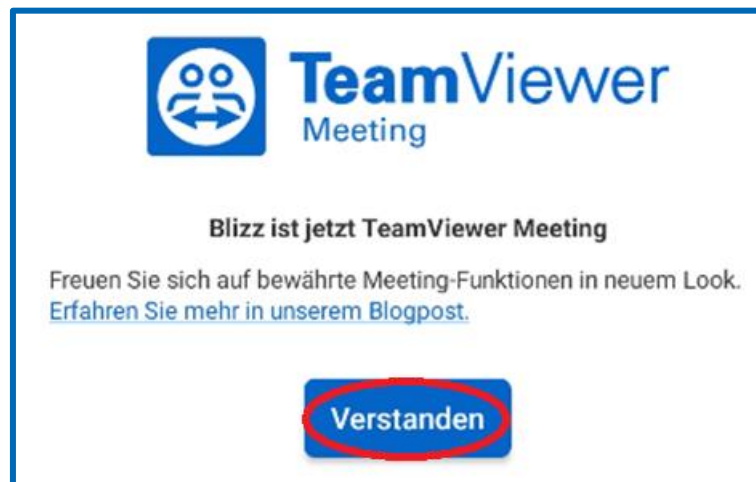 TeamViewer
Meeting
Blizz ist jetzt TeamViewer Meeting
Freuen Sie sich auf bewährte Meeting-Funktionen in neuem Look.
Erfahren Sie mehr in unserem Blogpost.
Verstanden